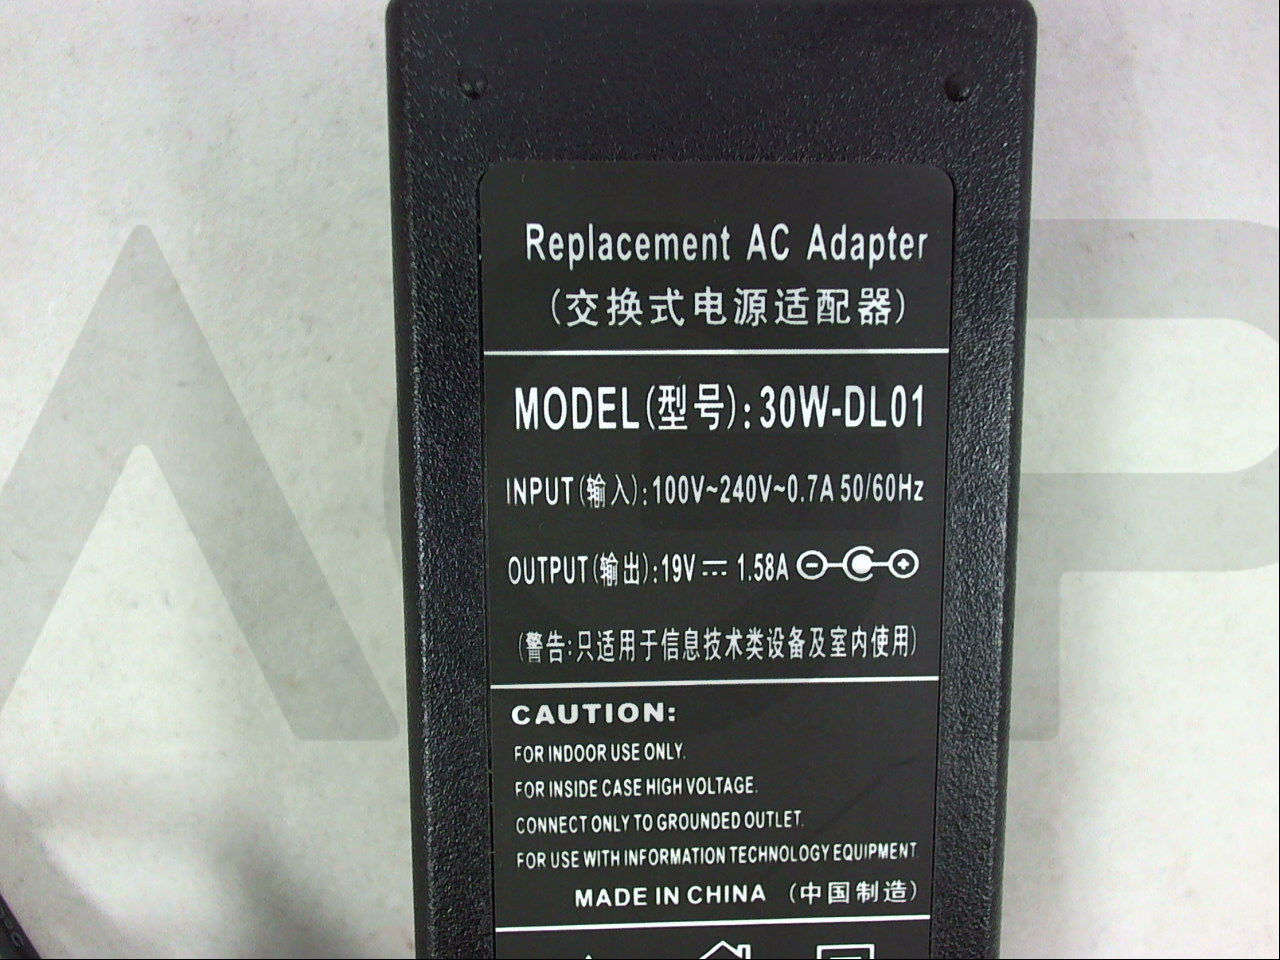 Replacement AC Adapter
(交换式电源适配器)
MODEL(型号):30W-DL01
INPUT(输入):100V~240V~0.7A 50/60Hz
OUTPUT(输出):19V⎓1.58A
(警告:只适用于信息技术类设备及室内使用)
CAUTION:
FOR INDOOR USE ONLY.
FOR INSIDE CASE HIGH VOLTAGE.
CONNECT ONLY TO GROUNDED OUTLET.
FOR USE WITH INFORMATION TECHNOLOGY EQUIPMENT
MADE IN CHINA (中国制造)